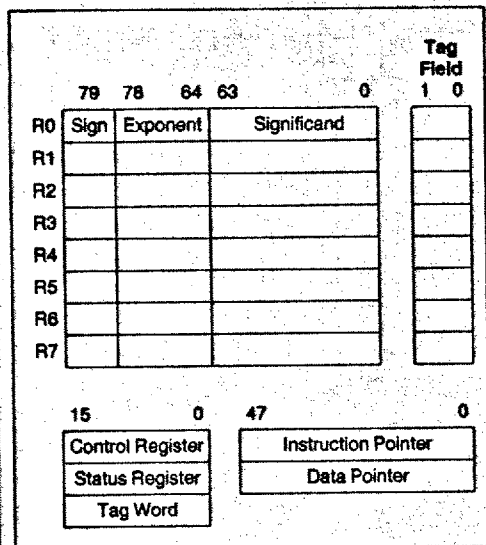 Tag
Field
79 78 64 63 0 1 0
R0 Sign Exponent Significand
R1
R2
R3
R4
R5
R6
R7
15 0 47 0
Control Register Instruction Pointer
Status Register Data Pointer
Tag Word